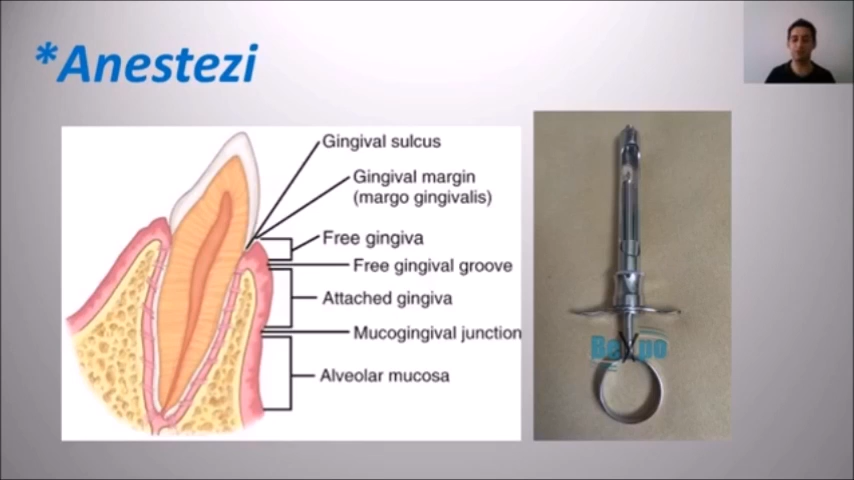 *Anestezi
Gingival sulcus
Gingival margin
(margo gingivalis)
Free gingiva
Free gingival groove
Attached gingiva
Mucogingival junction
Alveolar mucosa